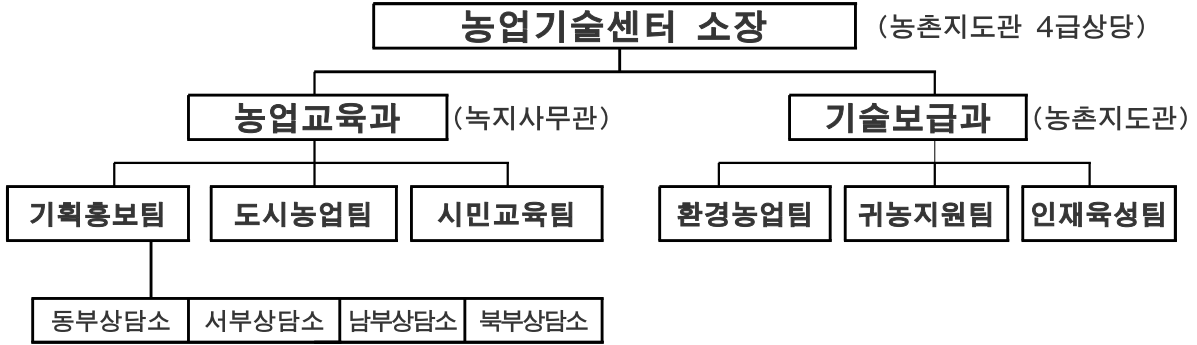 농업기술센터 소장 (농촌지도관 4급상당)
농업교육과 (녹지사무관) 기술보급과 (농촌지도관)
기획홍보팀 도시농업팀 시민교육팀 환경농업팀 귀농지원팀 인재육성팀
동부상담소 서부상담소 남부상담소 북부상담소